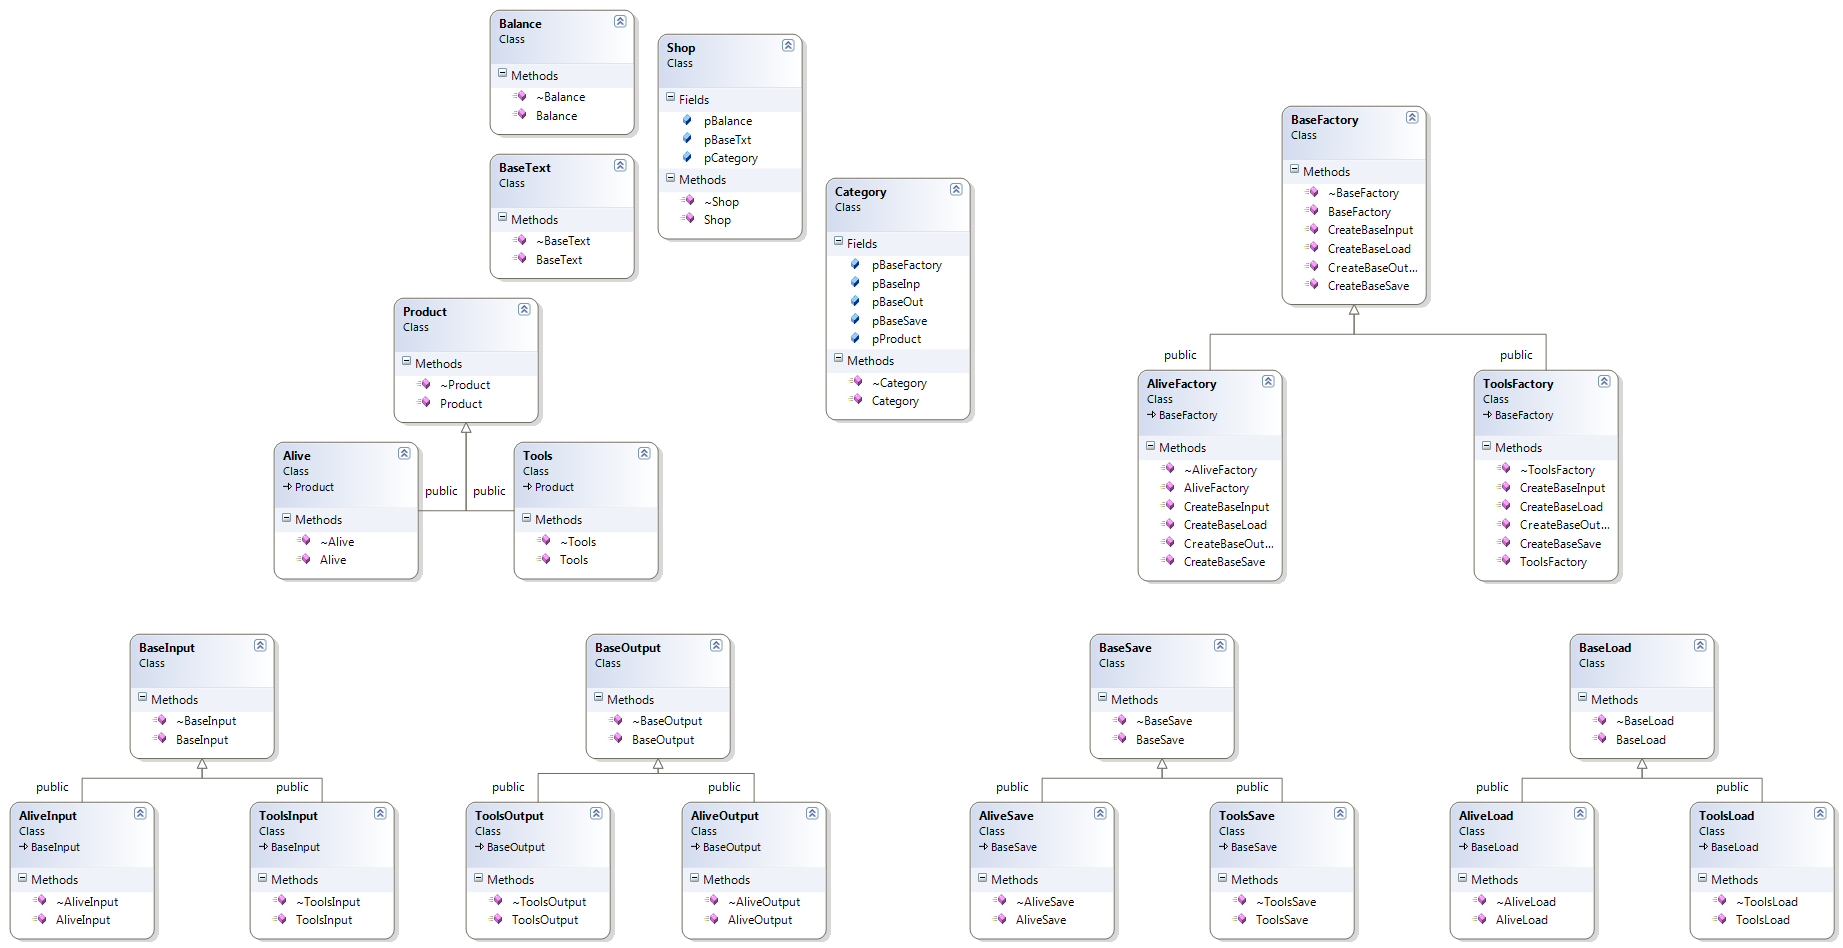 Balance
Class
Methods
~Balance
Balance
BaseText
Class
Methods
~BaseText
BaseText
Shop
Class
Fields
pBalance
pBaseTxt
pCategory
Methods
~Shop
Shop
Category
Class
Fields
pBaseFactory
pBaseInp
pBaseOut
pBaseSave
pProduct
Methods
~Category
Category
Product
Class
Methods
~Product
Product
Alive
Class
Product
Methods
~Alive
Alive
public
public
Tools
Class
Product
Methods
~Tools
Tools
BaseFactory
Class
Methods
~BaseFactory
BaseFactory
CreateBaseInput
CreateBaseLoad
CreateBaseOut...
CreateBaseSave
public
public
AliveFactory
Class
BaseFactory
Methods
~AliveFactory
AliveFactory
CreateBaseInput
CreateBaseLoad
CreateBaseOut...
CreateBaseSave
ToolsFactory
Class
BaseFactory
Methods
~ToolsFactory
CreateBaseInput
CreateBaseLoad
CreateBaseOut...
CreateBaseSave
ToolsFactory
BaseInput
Class
Methods
~BaseInput
BaseInput
public
public
AliveInput
Class
BaseInput
Methods
~AliveInput
AliveInput
ToolsInput
Class
BaseInput
Methods
~ToolsInput
ToolsInput
BaseOutput
Class
Methods
~BaseOutput
BaseOutput
public
public
ToolsOutput
Class
BaseOutput
Methods
~ToolsOutput
ToolsOutput
AliveOutput
Class
BaseOutput
Methods
~AliveOutput
AliveOutput
BaseSave
Class
Methods
~BaseSave
BaseSave
public
public
AliveSave
Class
BaseSave
Methods
~AliveSave
AliveSave
ToolsSave
Class
BaseSave
Methods
~ToolsSave
ToolsSave
BaseLoad
Class
Methods
~BaseLoad
BaseLoad
public
public
AliveLoad
Class
BaseLoad
Methods
~AliveLoad
AliveLoad
ToolsLoad
Class
BaseLoad
Methods
~ToolsLoad
ToolsLoad